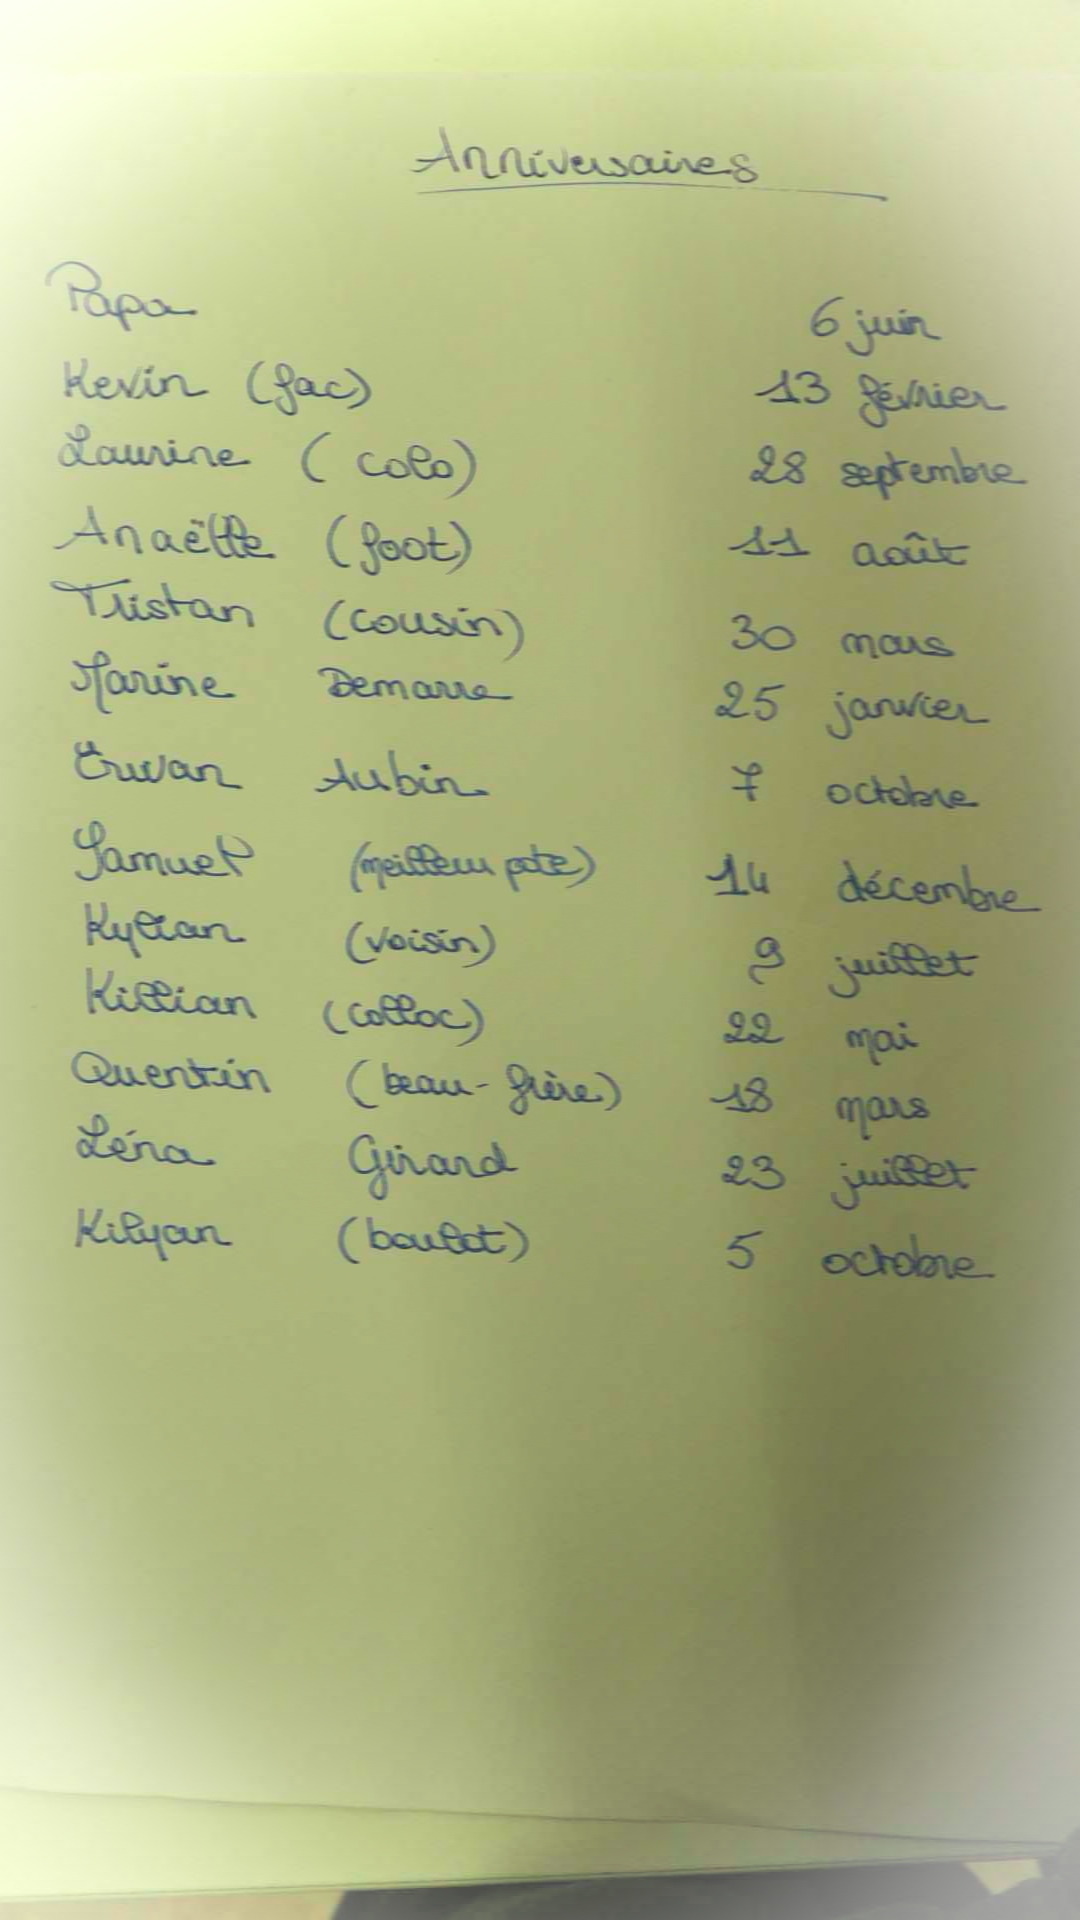 Anniversaires
Papa 6 juin
Kevin (fac) 13 février
Laurine (colo) 28 septembre
Anaëlle (foot) 11 août
Tristan (cousin) 30 mars
Marine Demarre 25 janvier
Erwan Aubin 7 octobre
Samuel (meilleur pote) 14 décembre
Kylian (voisin) 9 juillet
Killian (colloc) 22 mai
Quentin (beau-frère) 18 mars
Léna Girard 23 juillet
Kilyan (boulot) 5 octobre